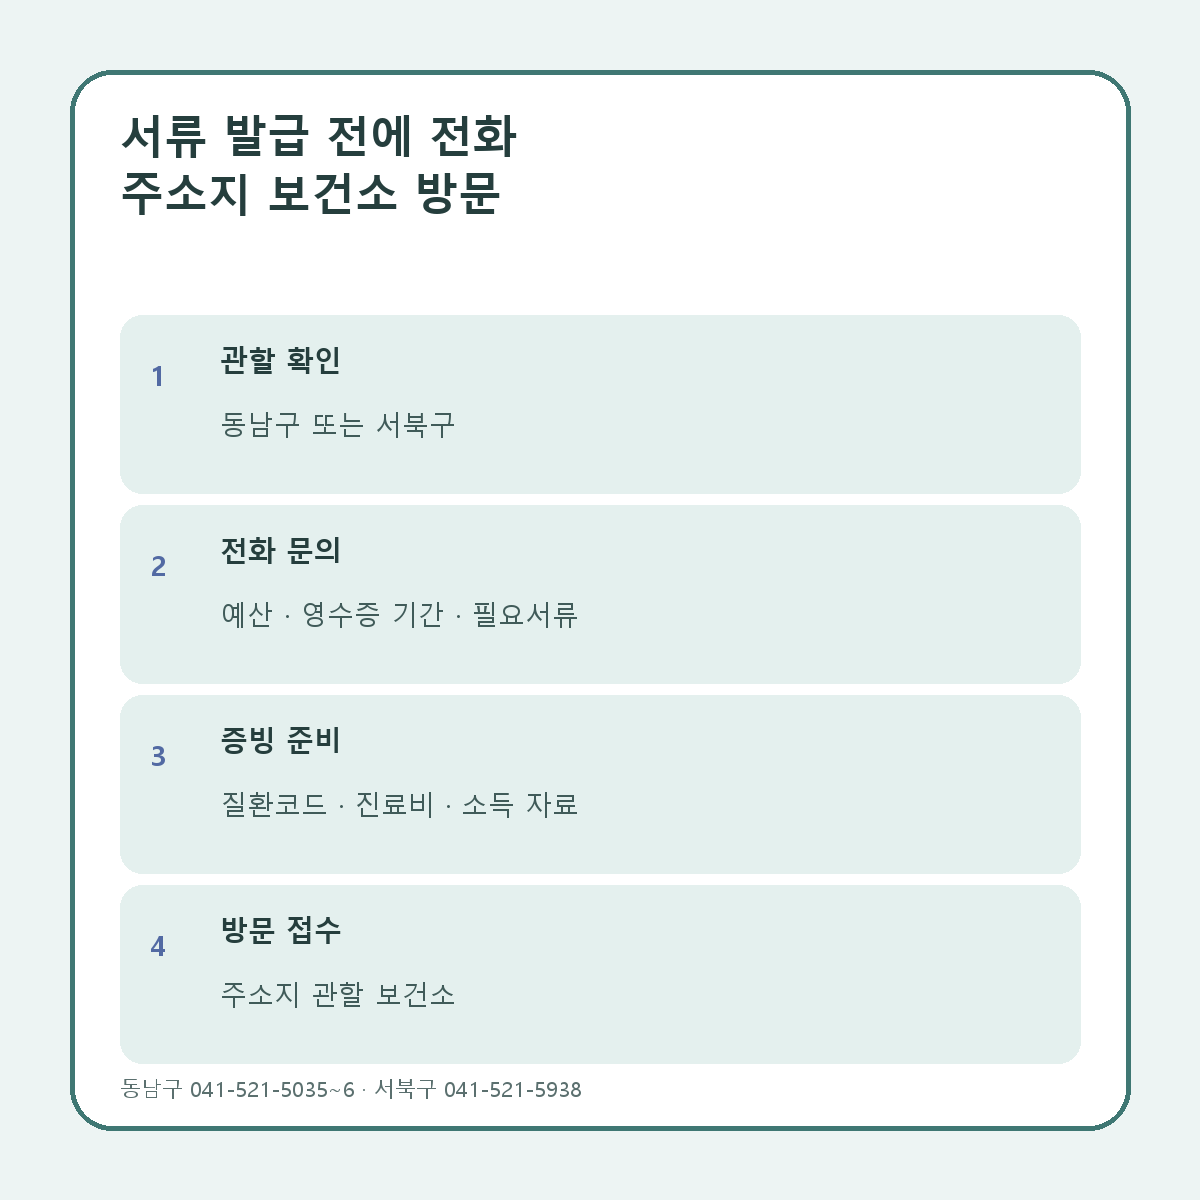 서류 발급 전에 전화
주소지 보건소 방문
1
관할 확인
동남구 또는 서북구
2
전화 문의
예산 · 영수증 기간 · 필요서류
3
증빙 준비
질환코드 · 진료비 · 소득 자료
4
방문 접수
주소지 관할 보건소
동남구 041-521-5035~6 · 서북구 041-521-5938